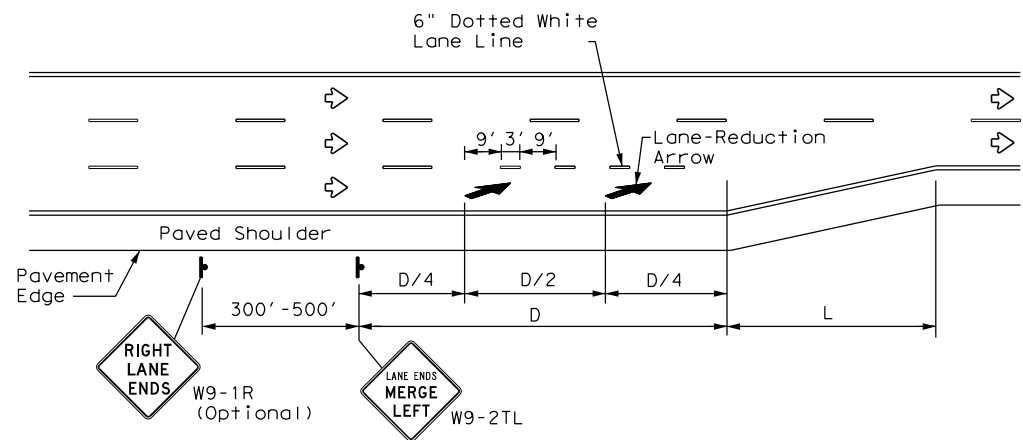 6" Dotted White
Lane Line
9' 3' 9'
Lane-Reduction
Arrow
Paved Shoulder
Pavement
Edge
D/4
D/2
D/4
300'-500'
D
L
RIGHT
LANE
ENDS
W9-1R
(Optional)
LANE ENDS
MERGE
LEFT
W9-2TL